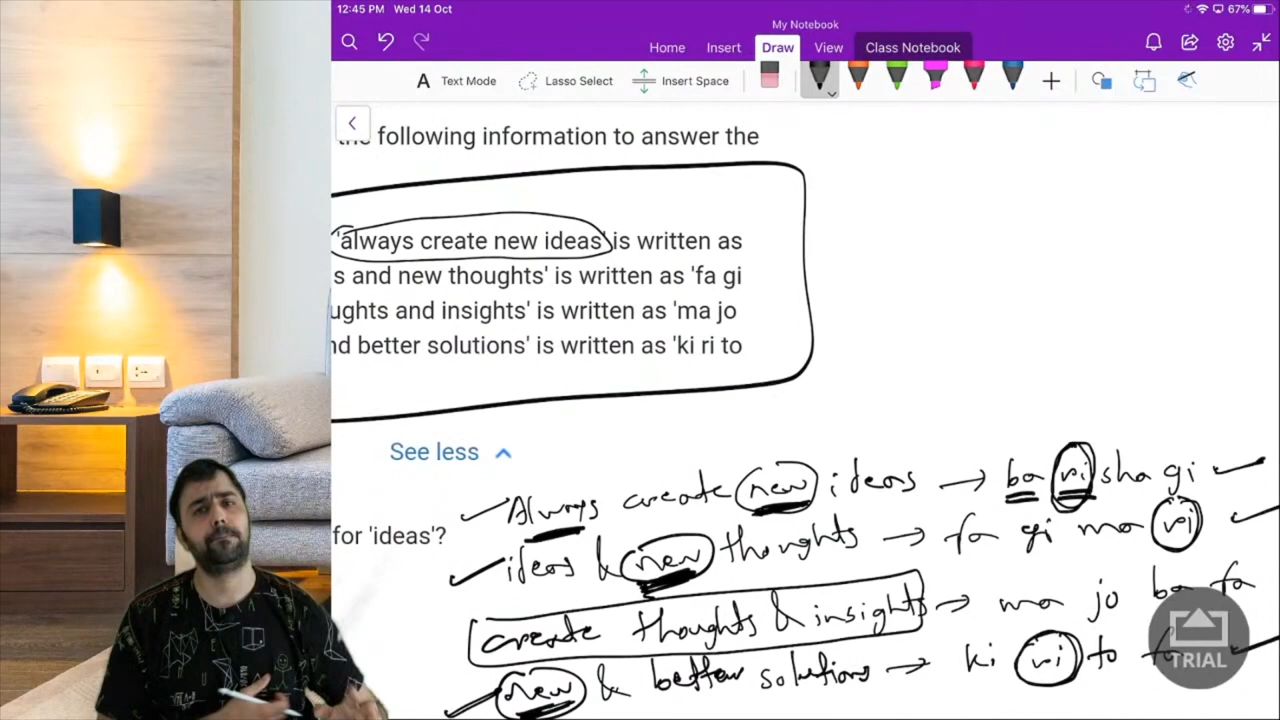 12:45 PM Wed 14 Oct 67%
My Notebook
Home Insert Draw View Class Notebook
A Text Mode Lasso Select Insert Space
the following information to answer the
'always create new ideas' is written as
s and new thoughts' is written as 'fa gi
ughts and insights' is written as 'ma jo
nd better solutions' is written as 'ki ri to
See less
for 'ideas'?
Always create new ideas → ba ri sha gi
ideas & new thoughts → fa gi ma ri
create thoughts & insights → ma jo ba fa
new & better solutions → ki ri to fa
TRIAL